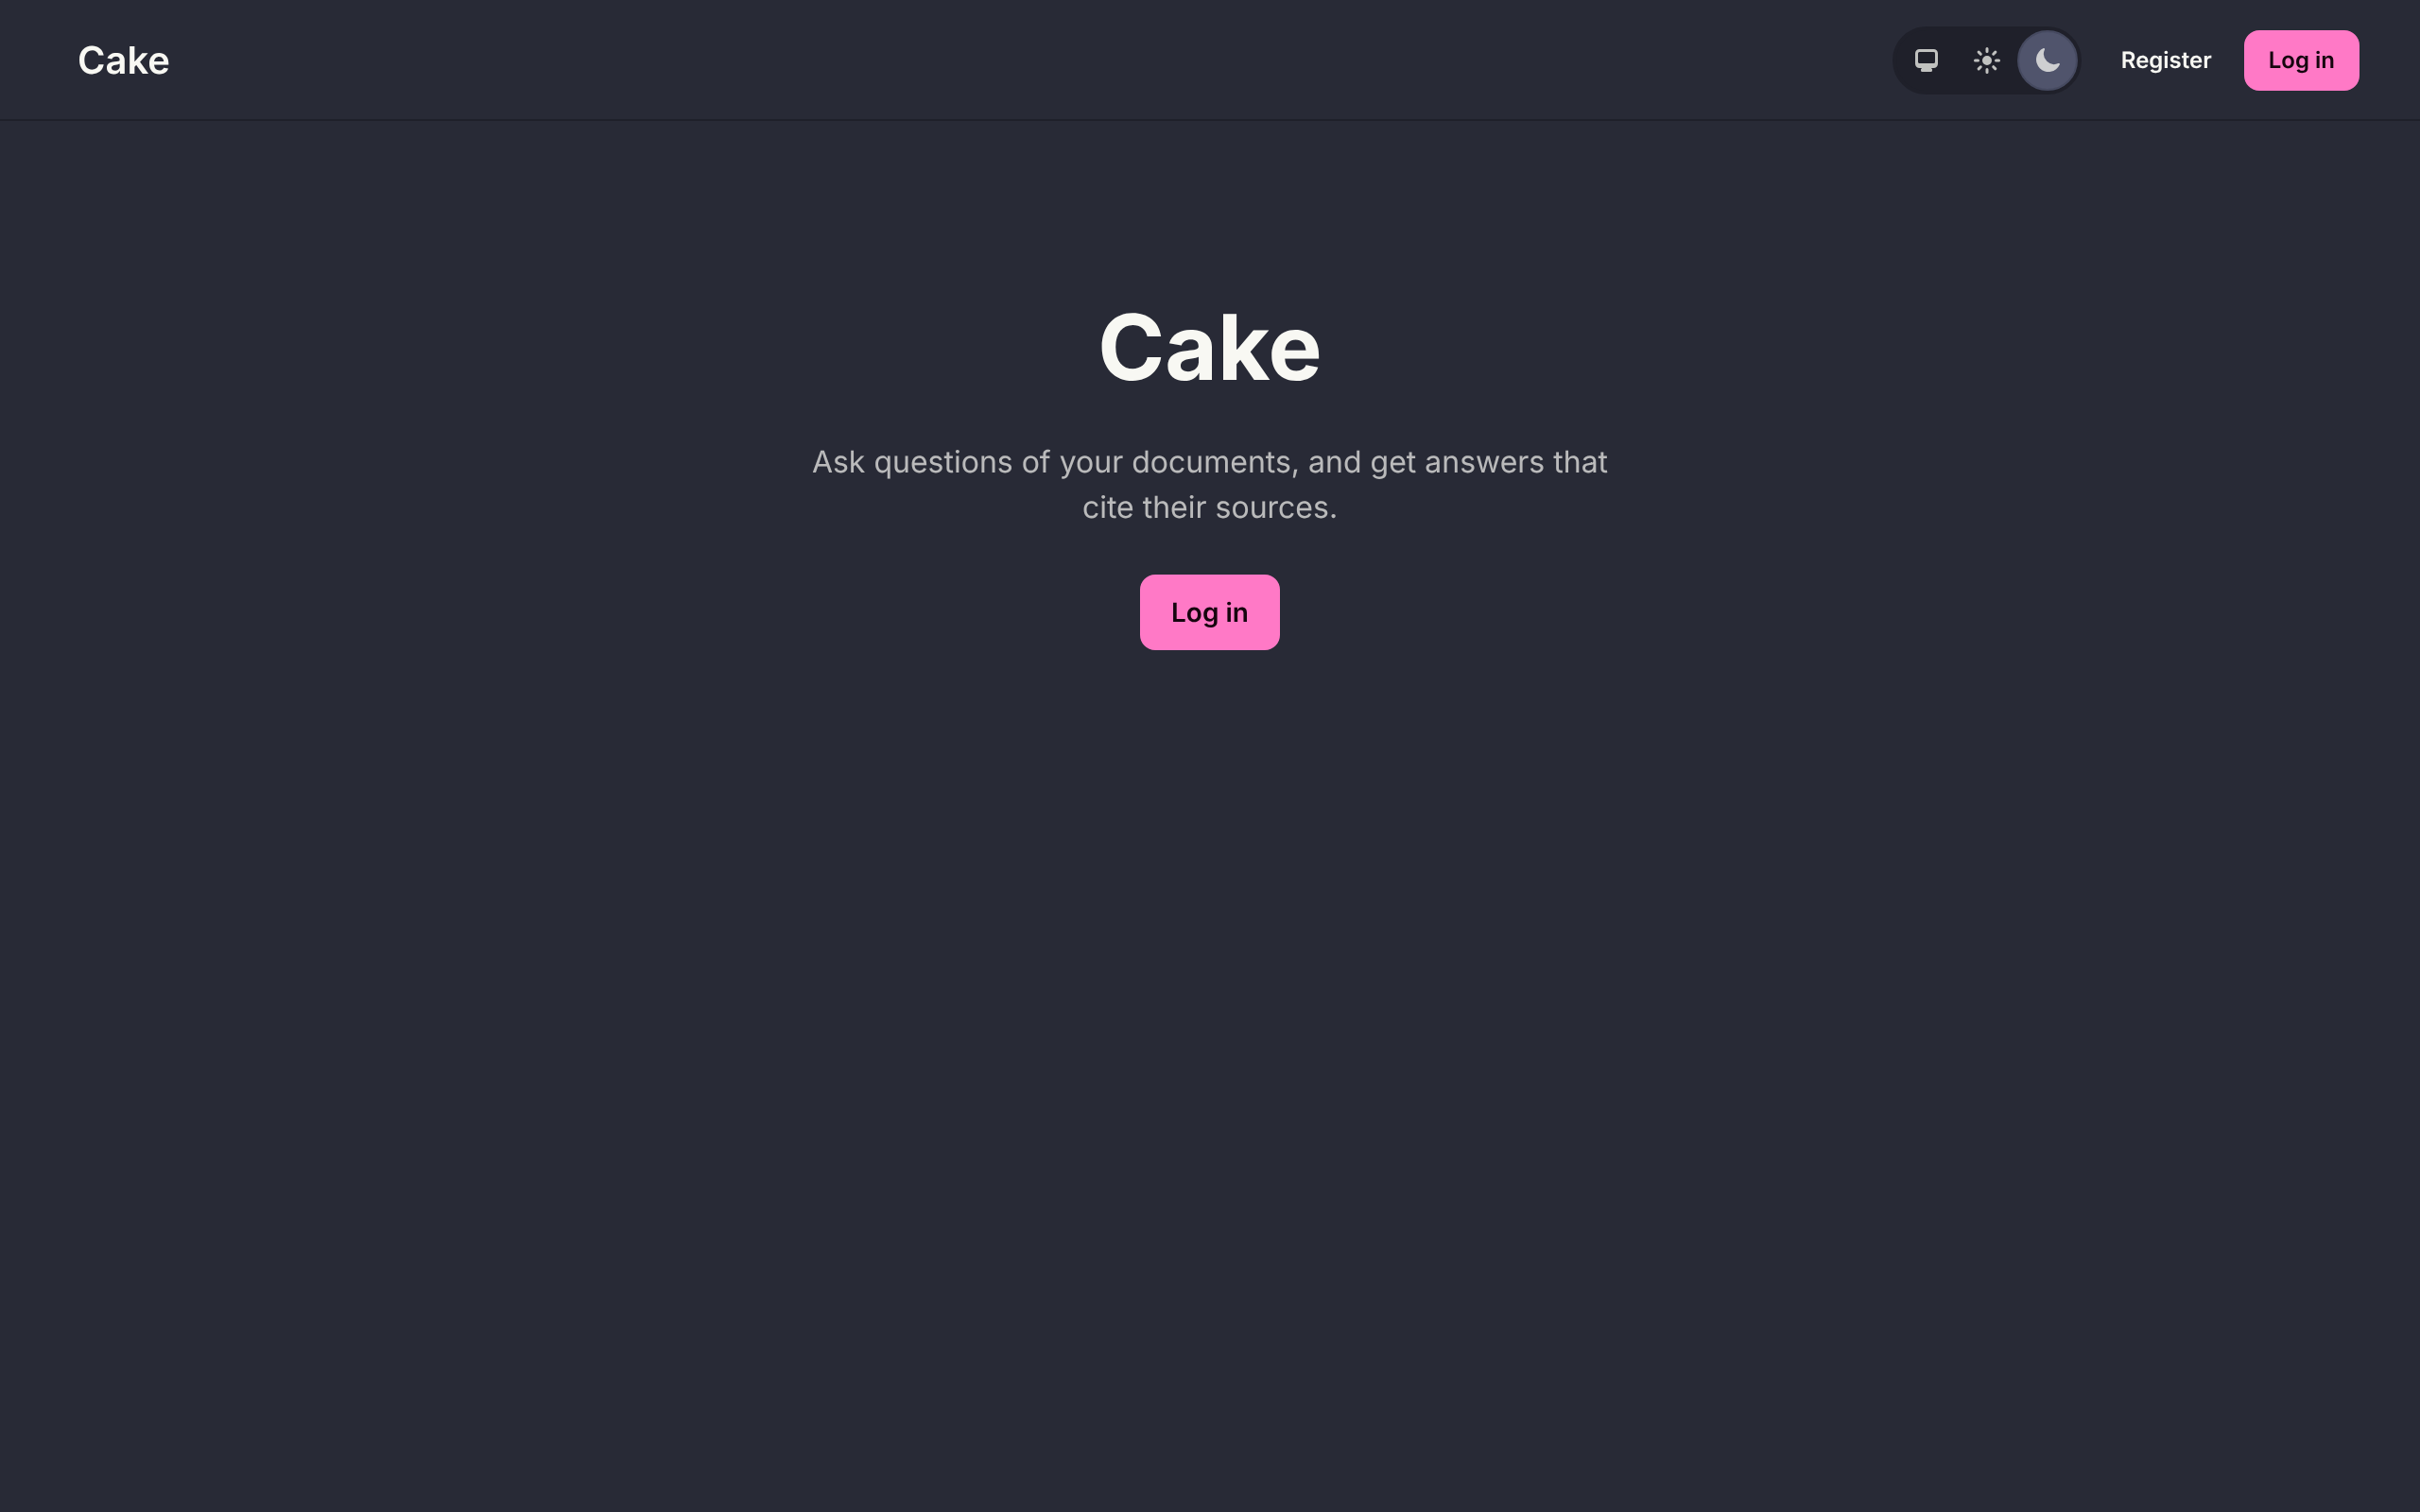 Cake
Register
Log in
Cake
Ask questions of your documents, and get answers that
cite their sources.
Log in